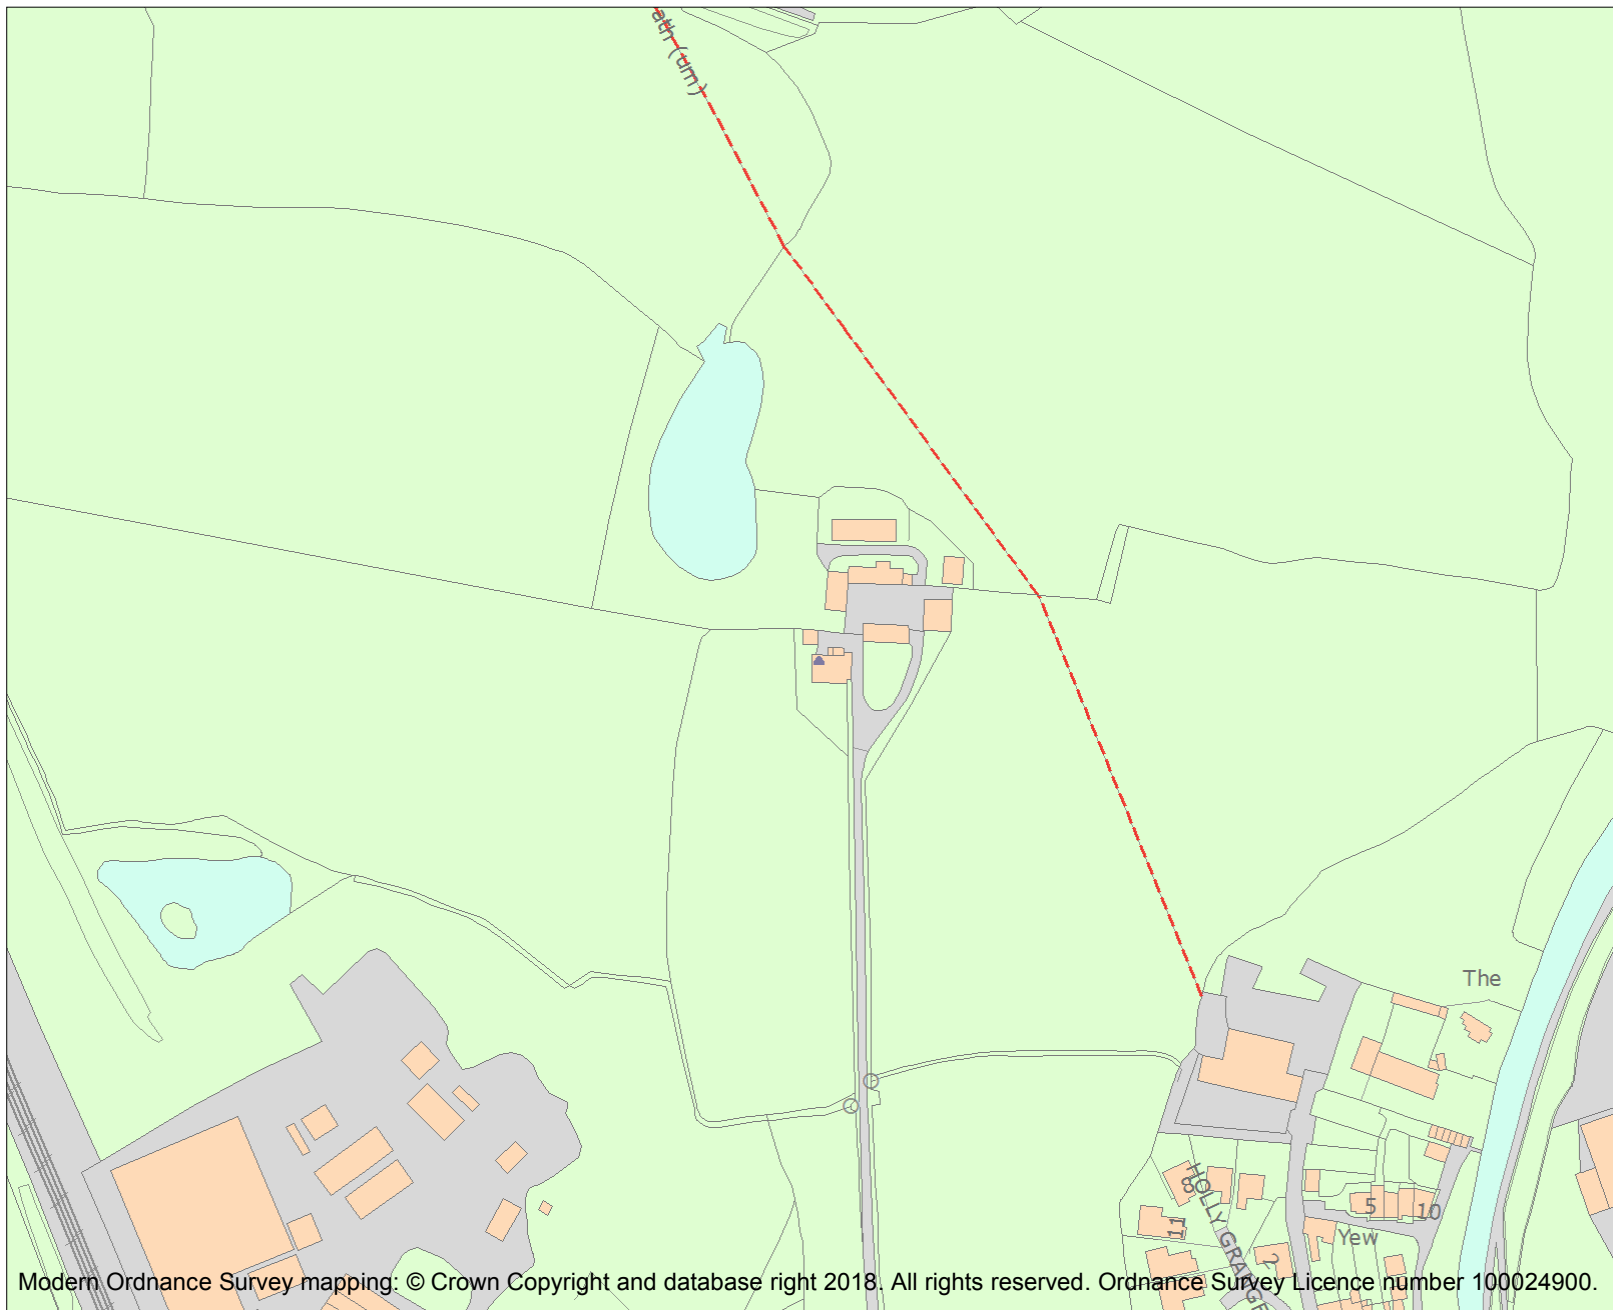 ath (um)
The
8
HOLLY GRANGE
11
5
10
Yew
2
Modern Ordnance Survey mapping: © Crown Copyright and database right 2018. All rights reserved. Ordnance Survey Licence number 100024900.